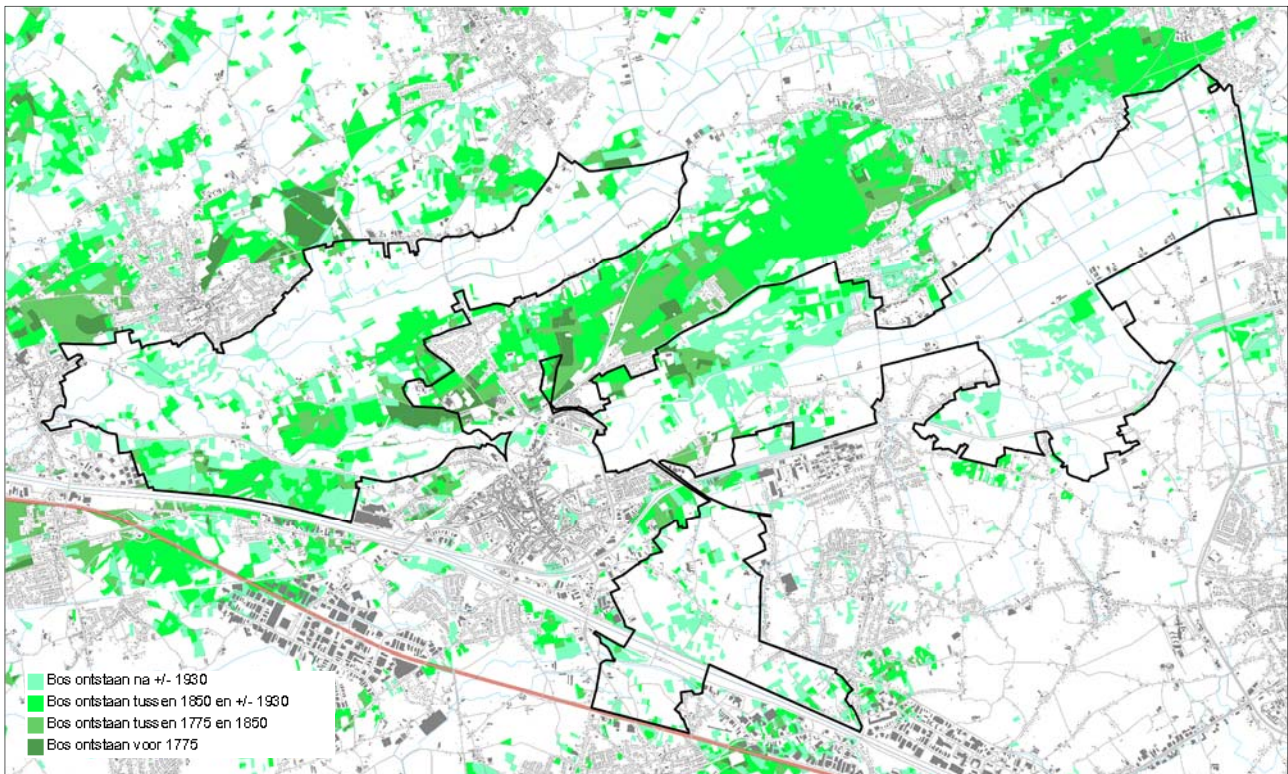 Bos ontstaan na +/- 1930
Bos ontstaan tussen 1850 en +/- 1930
Bos ontstaan tussen 1775 en 1850
Bos ontstaan voor 1775